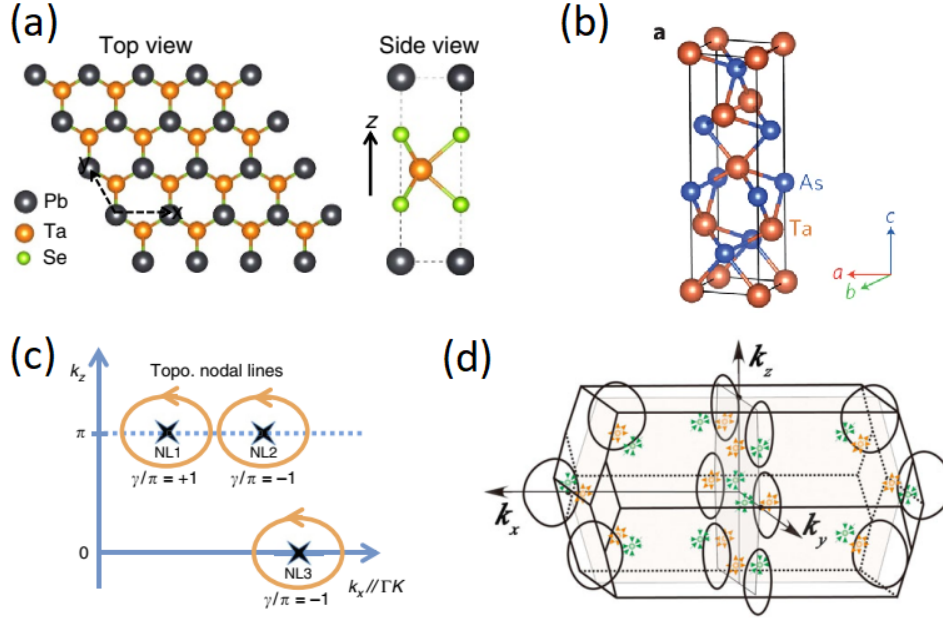 (a)
Top view
Side view
z
Y
X
Pb
Ta
Se
(b)
a
As
Ta
c
a
b
(c)
k_z
Topo. nodal lines
π
NL1
NL2
γ/π = +1
γ/π = −1
0
NL3
k_x//ΓK
γ/π = −1
(d)
k_z
k_x
k_y